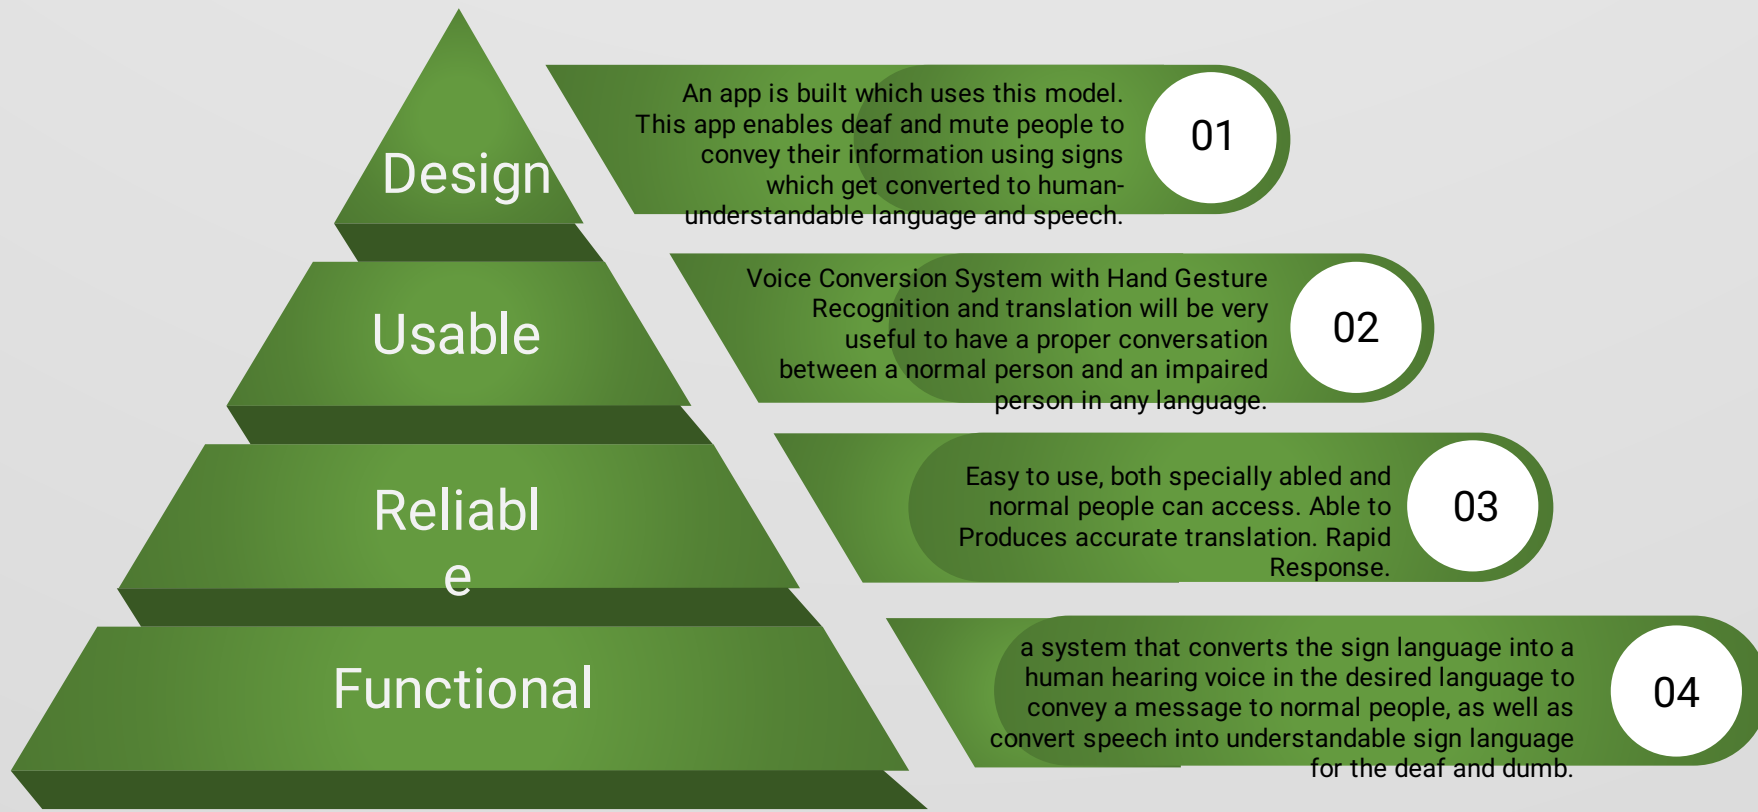 Design
An app is built which uses this model.
This app enables deaf and mute people to
convey their information using signs
which get converted to human-
understandable language and speech.
01
Usable
Voice Conversion System with Hand Gesture
Recognition and translation will be very
useful to have a proper conversation
between a normal person and an impaired
person in any language.
02
Reliabl
e
Easy to use, both specially abled and
normal people can access. Able to
Produces accurate translation. Rapid
Response.
03
Functional
a system that converts the sign language into a
human hearing voice in the desired language to
convey a message to normal people, as well as
convert speech into understandable sign language
for the deaf and dumb.
04